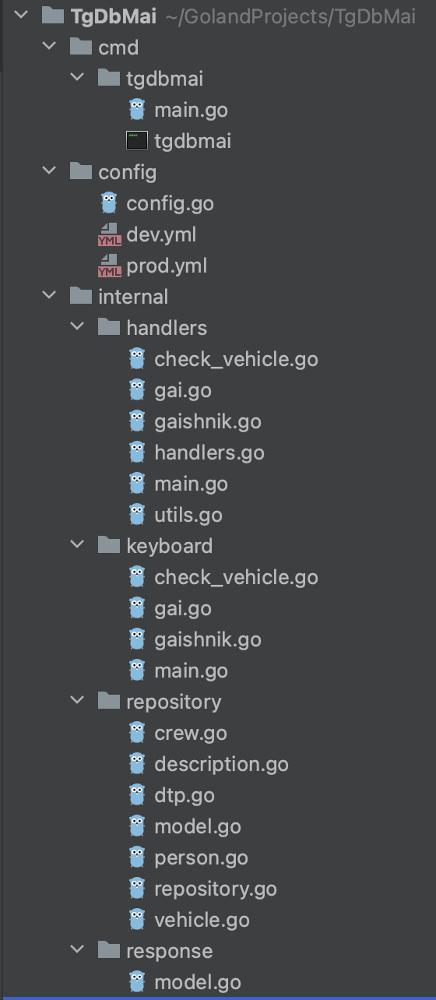 TgDbMai ~/GolandProjects/TgDbMai
cmd
tgdbmai
main.go
tgdbmai
config
config.go
YML dev.yml
YML prod.yml
internal
handlers
check_vehicle.go
gai.go
gaishnik.go
handlers.go
main.go
utils.go
keyboard
check_vehicle.go
gai.go
gaishnik.go
main.go
repository
crew.go
description.go
dtp.go
model.go
person.go
repository.go
vehicle.go
response
model.go